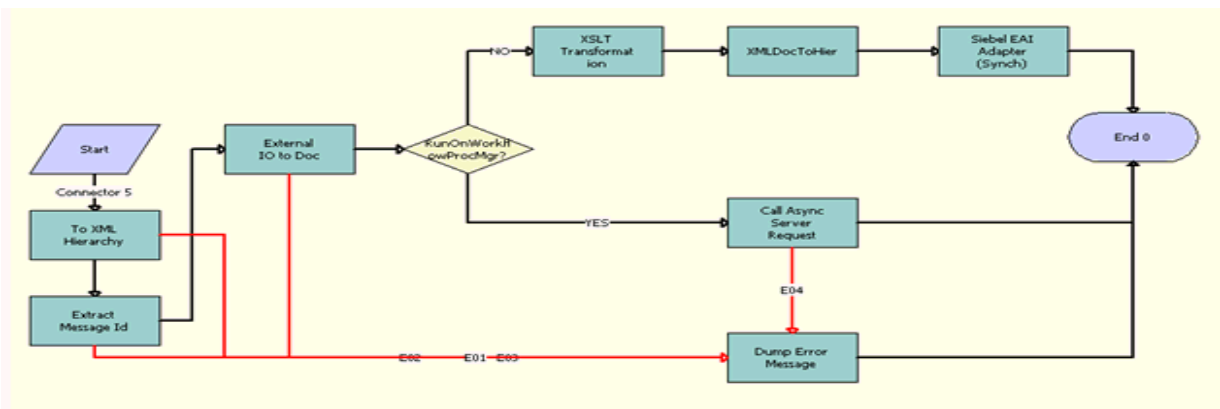 NO
XSLT
Transformat
ion
XMLDocToHier
Siebel EAI
Adapter
(Synch)
Start
External
IO to Doc
RunOnWorkfl
owProcMgr?
End 0
Connector 5
To XML
Hierarchy
YES
Call Async
Server
Request
Extract
Message Id
E04
E02
E01
E03
Dump Error
Message